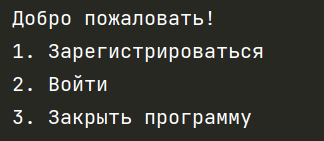 Добро пожаловать!
1. Зарегистрироваться
2. Войти
3. Закрыть программу